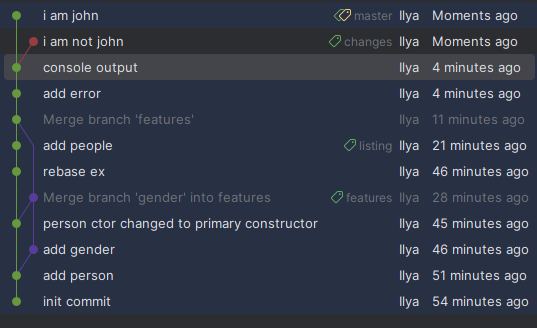 i am john master Ilya Moments ago
i am not john changes Ilya Moments ago
console output Ilya 4 minutes ago
add error Ilya 4 minutes ago
Merge branch 'features' Ilya 11 minutes ago
add people listing Ilya 21 minutes ago
rebase ex Ilya 46 minutes ago
Merge branch 'gender' into features features Ilya 28 minutes ago
person ctor changed to primary constructor Ilya 45 minutes ago
add gender Ilya 46 minutes ago
add person Ilya 51 minutes ago
init commit Ilya 54 minutes ago